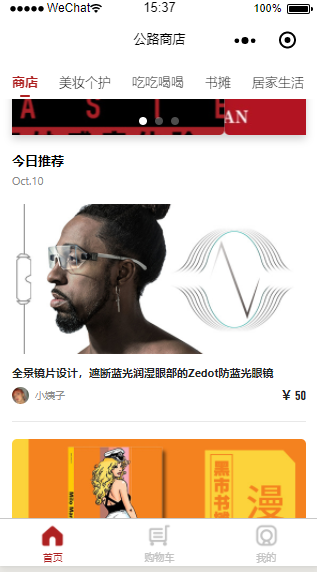 WeChat 15:37 100%
公路商店
商店 美妆个护 吃吃喝喝 书摊 居家生活
A S T E
AN
今日推荐
Oct.10
全景镜片设计，遮断蓝光润湿眼部的Zedot防蓝光眼镜
小姨子 ¥ 50
黑市书
漫
首页 购物车 我的